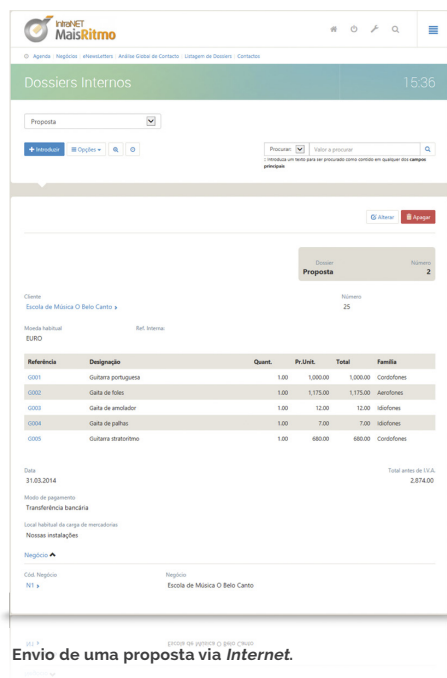 IntraNET
MaisRitmo
Agenda Negócios eNewsLetters Análise Global de Contacto Listagem de Dossiers Contactos
Dossiers Internos 15:36
Proposta
+ Introduzir Opções Procurar: Valor a procurar
:: Introduza um texto para ser procurado como contido em qualquer dos campos
principais
Alterar Apagar
Dossier Número
Proposta 2
Cliente Número
Escola de Música O Belo Canto 25
Moeda habitual Ref. Interna
EURO
Referência Designação Quant. Pr.Unit. Total Família
G001 Guitarra portuguesa 1.00 1,000.00 1,000.00 Cordofones
G002 Gaita de foles 1.00 1,175.00 1,175.00 Aerofones
G003 Gaita de amolador 1.00 12.00 12.00 Idiofones
G004 Gaita de palhas 1.00 7.00 7.00 Idiofones
G005 Guitarra stratoritmo 1.00 680.00 680.00 Cordofones
Data Total antes de I.V.A.
31.03.2014 2.874.00
Modo de pagamento
Transferência bancária
Local habitual da carga de mercadorias
Nossas instalações
Negócio
Cód. Negócio Negócio
N1 Escola de Música O Belo Canto
Envio de uma proposta via Internet.